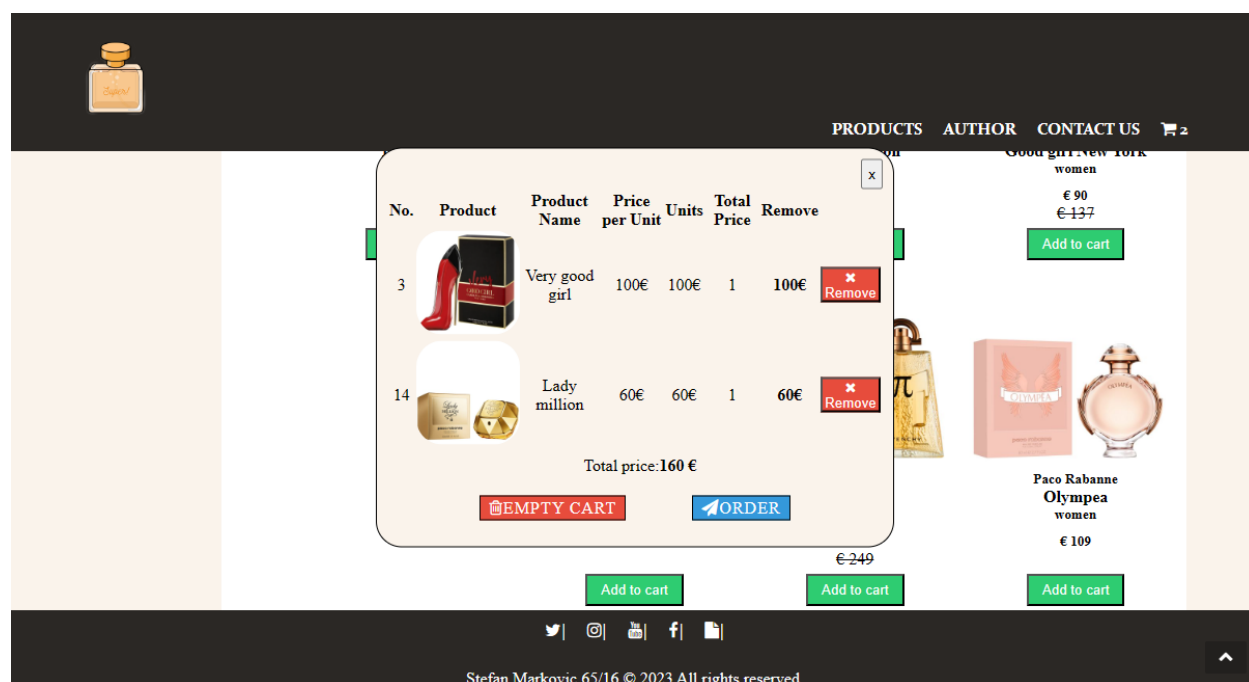 PRODUCTS AUTHOR CONTACT US 2
Good girl New York
women
€ 90
€ 137
Add to cart
x
No. Product Product Name Price per Unit Units Total Price Remove
3 Very good girl 100€ 100€ 1 100€ Remove
14 Lady million 60€ 60€ 1 60€ Remove
Total price:160 €
EMPTY CART ORDER
OLYMPEA
Paco Rabanne
Olympea
women
€ 109
€ 249
Add to cart Add to cart Add to cart
You Tube
Stefan Markovic 65/16 © 2023 All rights reserved